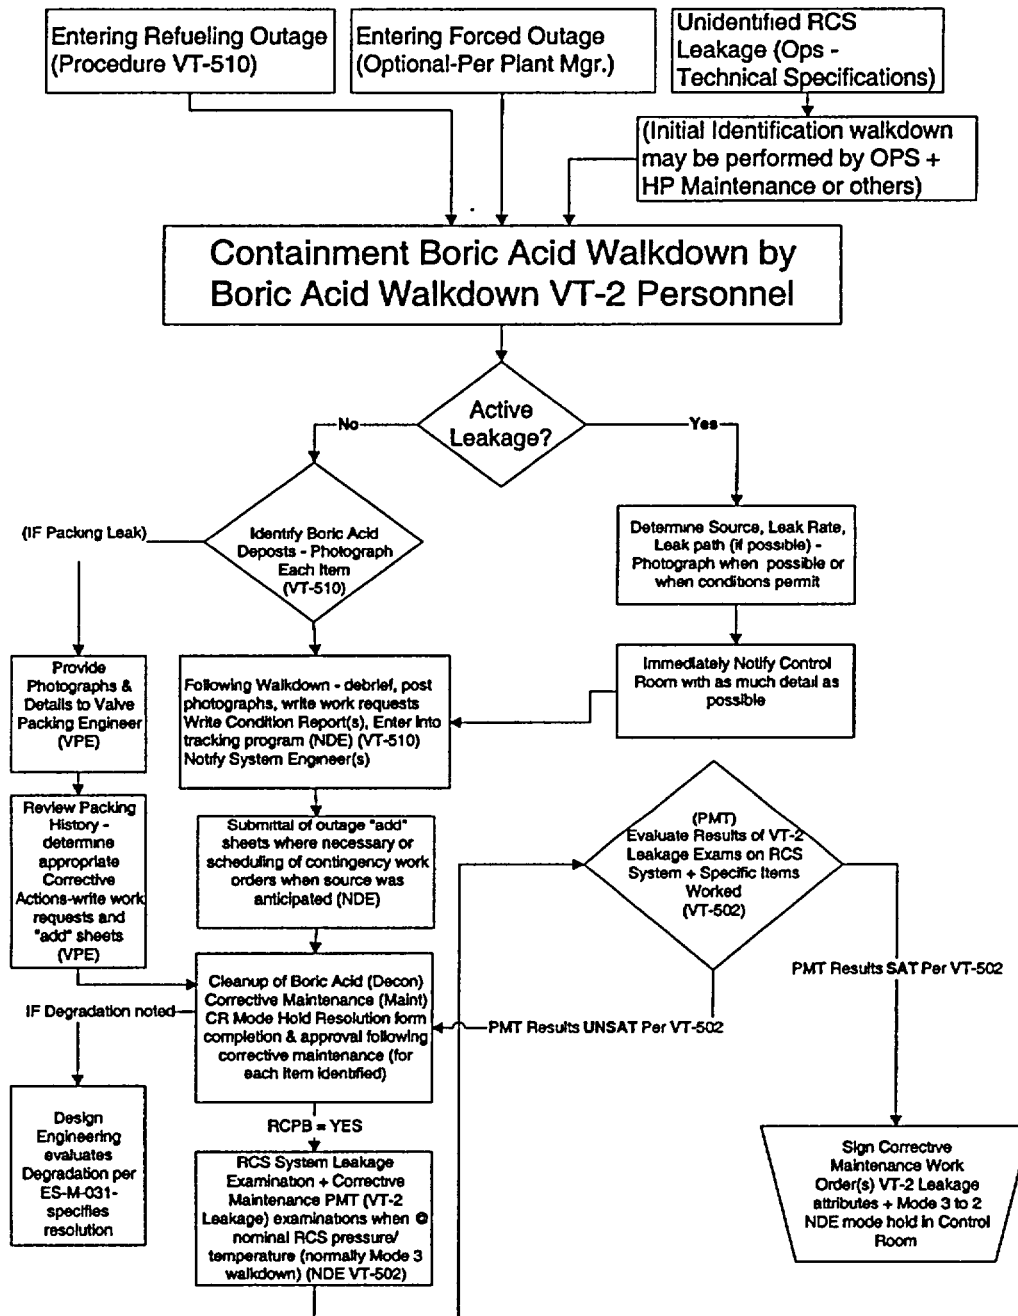 Entering Refueling Outage
(Procedure VT-510)
Entering Forced Outage
(Optional-Per Plant Mgr.)
Unidentified RCS
Leakage (Ops -
Technical Specifications)
(Initial Identification walkdown
may be performed by OPS +
HP Maintenance or others)
Containment Boric Acid Walkdown by
Boric Acid Walkdown VT-2 Personnel
Active
Leakage?
No
Yes
(IF Packing Leak)
Identify Boric Acid
Deposts - Photograph
Each Item
(VT-510)
Determine Source, Leak Rate,
Leak path (if possible) -
Photograph when possible or
when conditions permit
Provide
Photographs &
Details to Valve
Packing Engineer
(VPE)
Following Walkdown - debrief, post
photographs, write work requests
Write Condition Report(s), Enter into
tracking program (NDE) (VT-510)
Notify System Engineer(s)
Immediately Notify Control
Room with as much detail as
possible
Review Packing
History -
determine
appropriate
Corrective
Actions-write work
requests and
"add" sheets
(VPE)
Submittal of outage "add"
sheets where necessary or
scheduling of contingency work
orders when source was
anticipated (NDE)
(PMT)
Evaluate Results of VT-2
Leakage Exams on RCS
System + Specific Items
Worked
(VT-502)
Cleanup of Boric Acid (Decon)
Corrective Maintenance (Maint)
CR Mode Hold Resolution form
completion & approval following
corrective maintenance (for
each item identified)
IF Degradation noted
PMT Results UNSAT Per VT-502
PMT Results SAT Per VT-502
Design
Engineering
evaluates
Degradation per
ES-M-031-
specifies
resolution
RCPB = YES
RCS System Leakage
Examination + Corrective
Maintenance PMT (VT-2
Leakage) examinations when @
nominal RCS pressure/
temperature (normally Mode 3
walkdown) (NDE VT-502)
Sign Corrective
Maintenance Work
Order(s) VT-2 Leakage
attributes + Mode 3 to 2
NDE mode hold in Control
Room